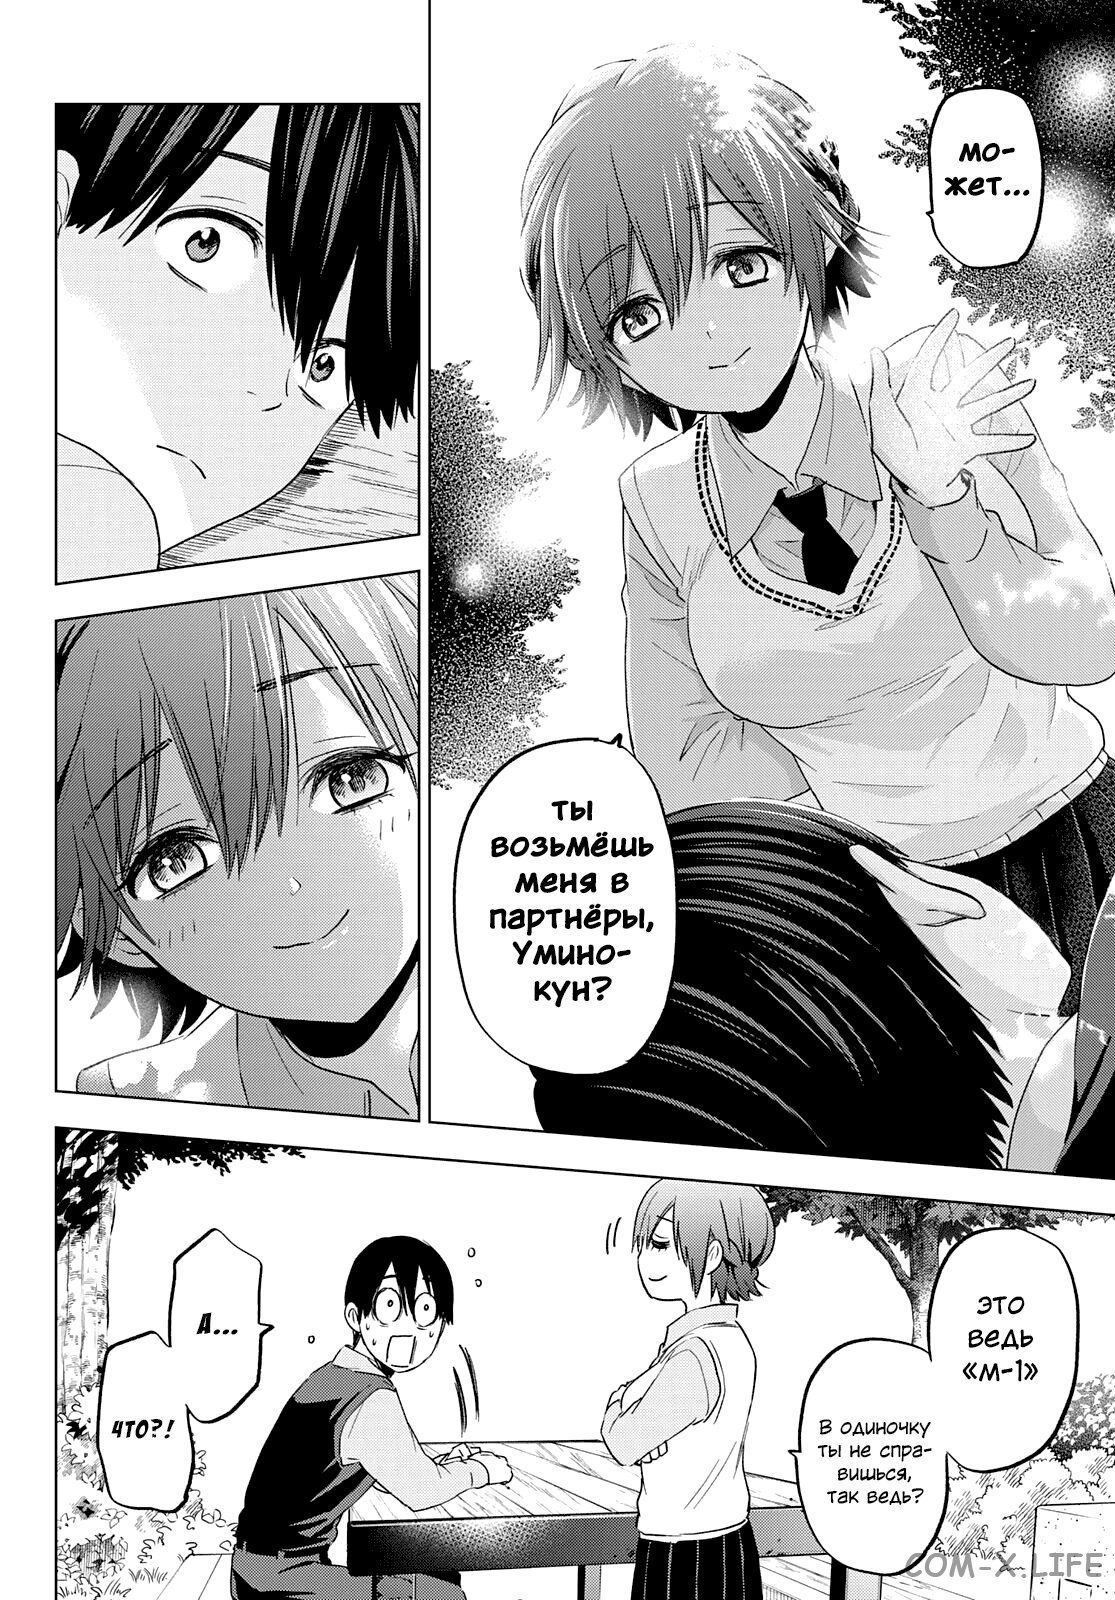 МО-
ЖЕТ...
ТЫ
ВОЗЬМЁШЬ
МЕНЯ В
ПАРТНЁРЫ,
УМИНО-
КУН?
ЭТО
ВЕДЬ
«М-1»
В ОДИНОЧКУ
ТЫ НЕ СПРА-
ВИШЬСЯ,
ТАК ВЕДЬ?
А...
ЧТО?!
COM-X.LIFE